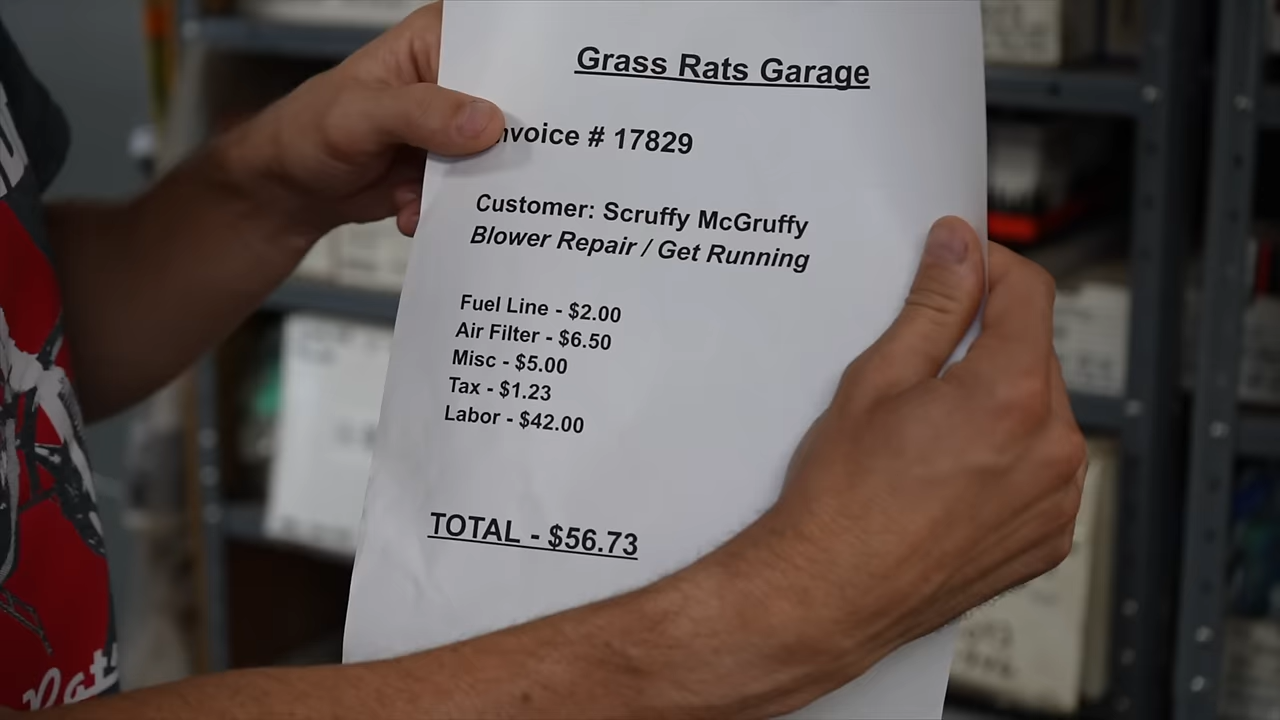 Grass Rats Garage
nvoice # 17829
Customer: Scruffy McGruffy
Blower Repair / Get Running
Fuel Line - $2.00
Air Filter - $6.50
Misc - $5.00
Tax - $1.23
Labor - $42.00
TOTAL - $56.73